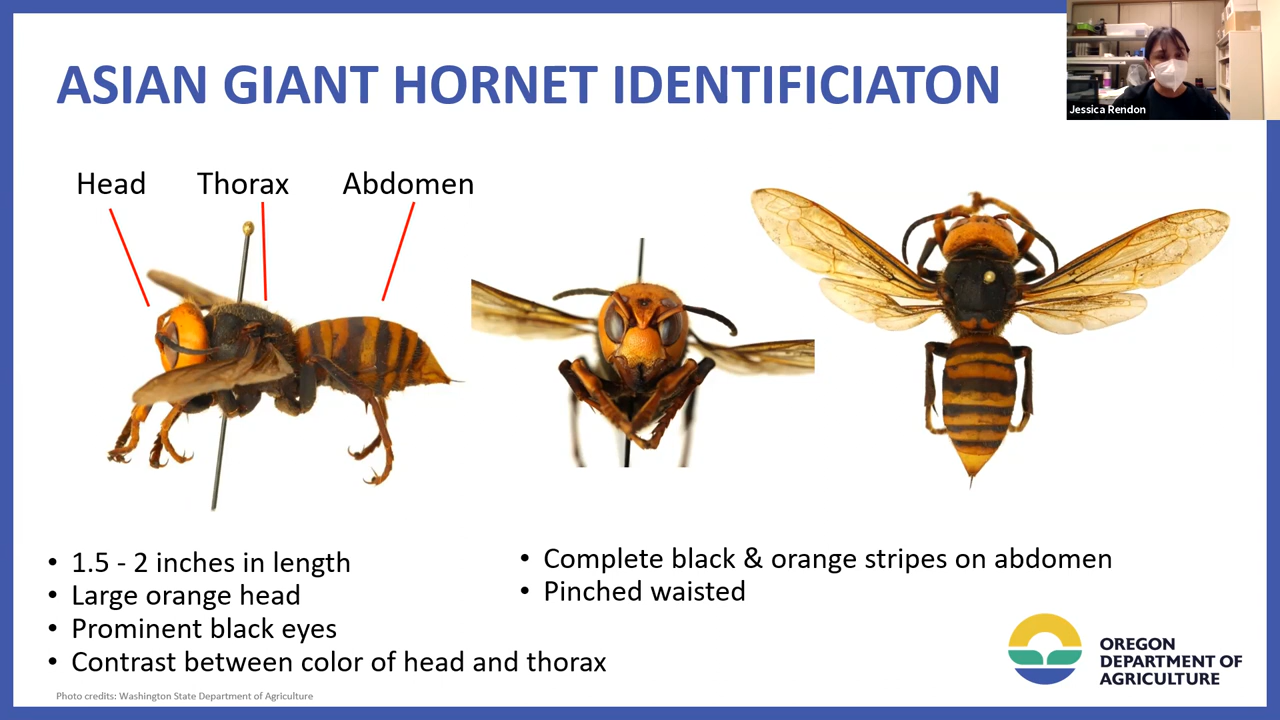 ASIAN GIANT HORNET IDENTIFICIATON
Jessica Rendon
Head Thorax Abdomen
• 1.5 - 2 inches in length
• Large orange head
• Prominent black eyes
• Contrast between color of head and thorax
• Complete black & orange stripes on abdomen
• Pinched waisted
Photo credits: Washington State Department of Agriculture
OREGON
DEPARTMENT OF
AGRICULTURE